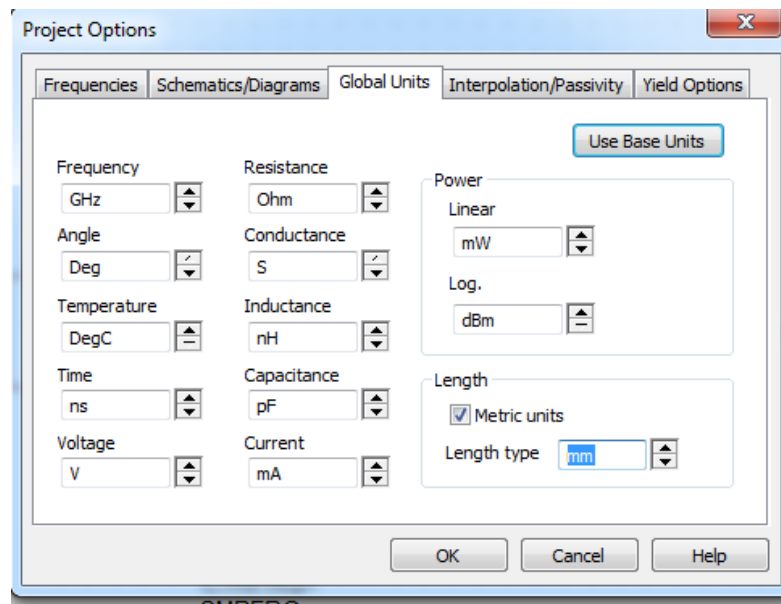 Project Options
Frequencies Schematics/Diagrams Global Units Interpolation/Passivity Yield Options
Use Base Units
Frequency
GHz
Angle
Deg
Temperature
DegC
Time
ns
Voltage
V
Resistance
Ohm
Conductance
S
Inductance
nH
Capacitance
pF
Current
mA
Power
Linear
mW
Log.
dBm
Length
Metric units
Length type mm
OK Cancel Help